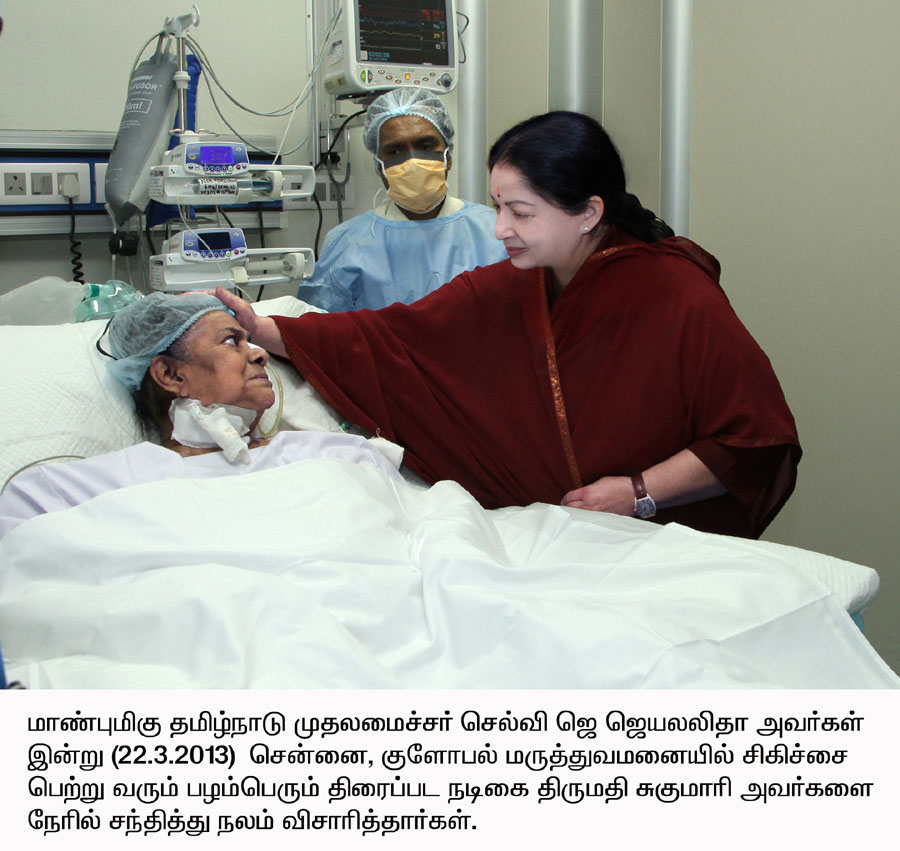 FUSOR
மாண்புமிகு தமிழ்நாடு முதலமைச்சர் செல்வி ஜெ ஜெயலலிதா அவர்கள்
இன்று (22.3.2013) சென்னை, குளோபல் மருத்துவமனையில் சிகிச்சை
பெற்று வரும் பழம்பெரும் திரைப்பட நடிகை திருமதி சுகுமாரி அவர்களை
நேரில் சந்தித்து நலம் விசாரித்தார்கள்.